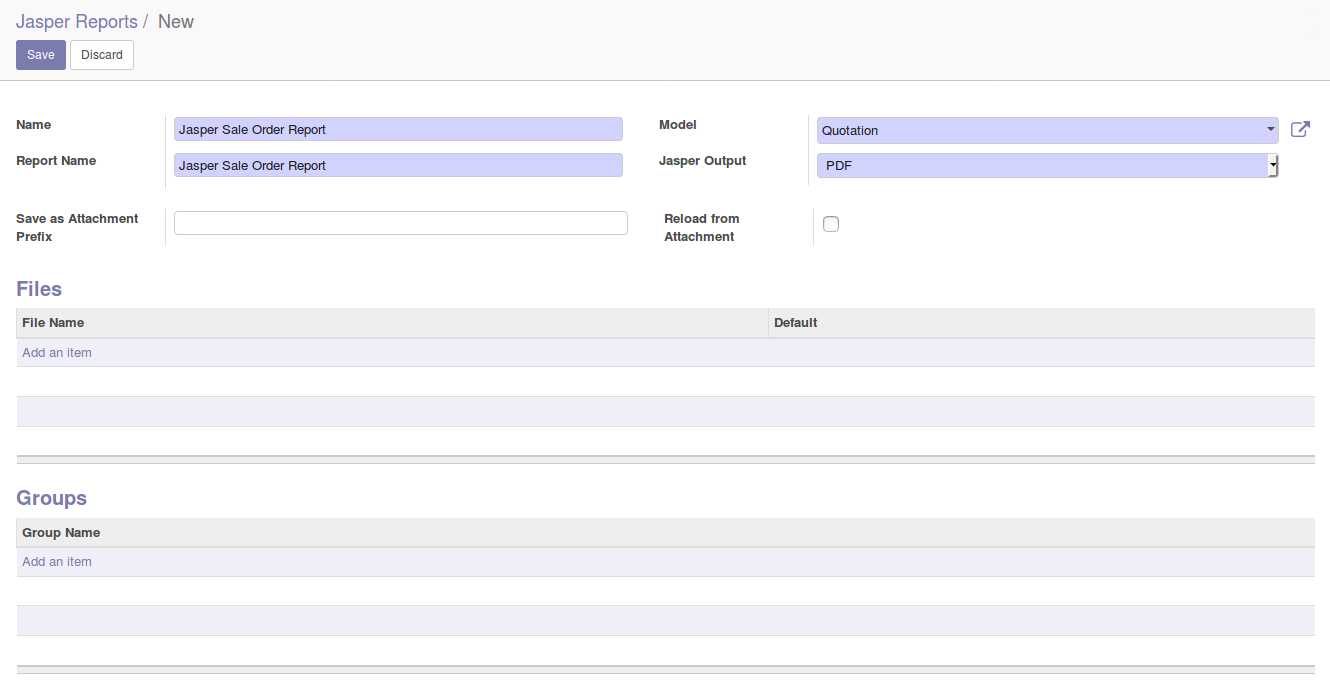 Jasper Reports / New
Save Discard
Name Jasper Sale Order Report Model Quotation
Report Name Jasper Sale Order Report Jasper Output PDF
Save as Attachment Reload from
Prefix Attachment
Files
File Name Default
Add an item
Groups
Group Name
Add an item